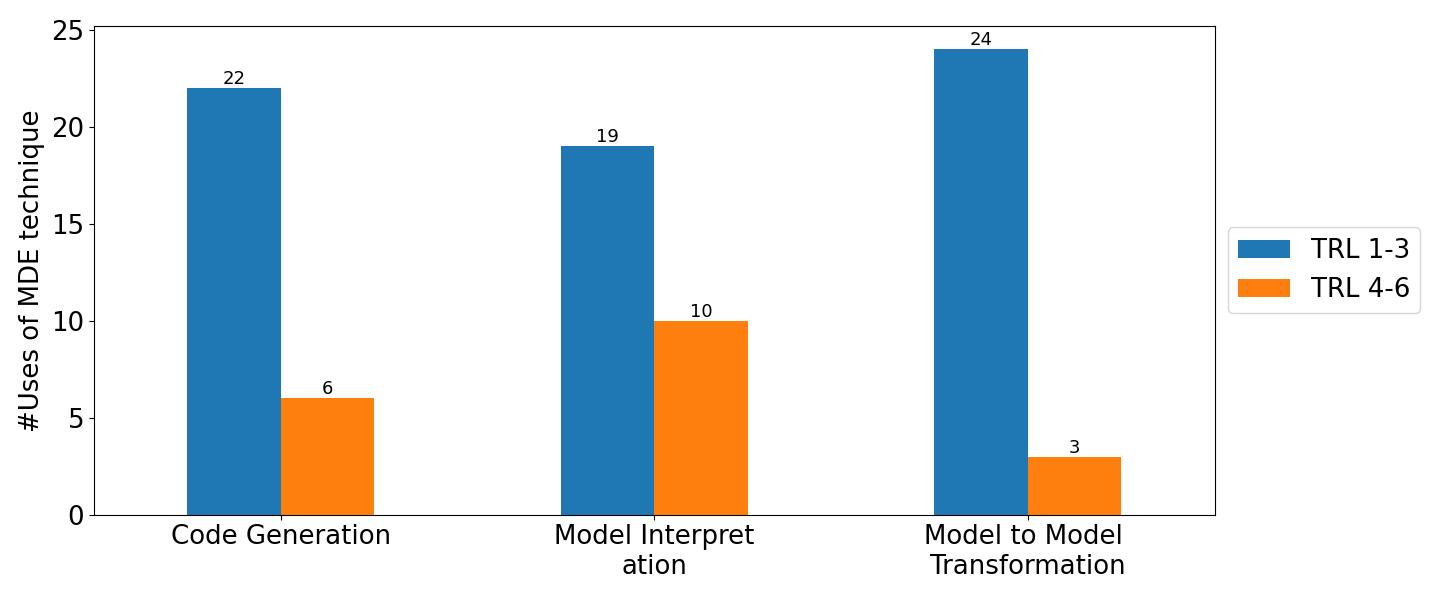 #Uses of MDE technique
25
20
15
10
5
0
22
6
19
10
24
3
Code Generation
Model Interpret
ation
Model to Model
Transformation
TRL 1-3
TRL 4-6